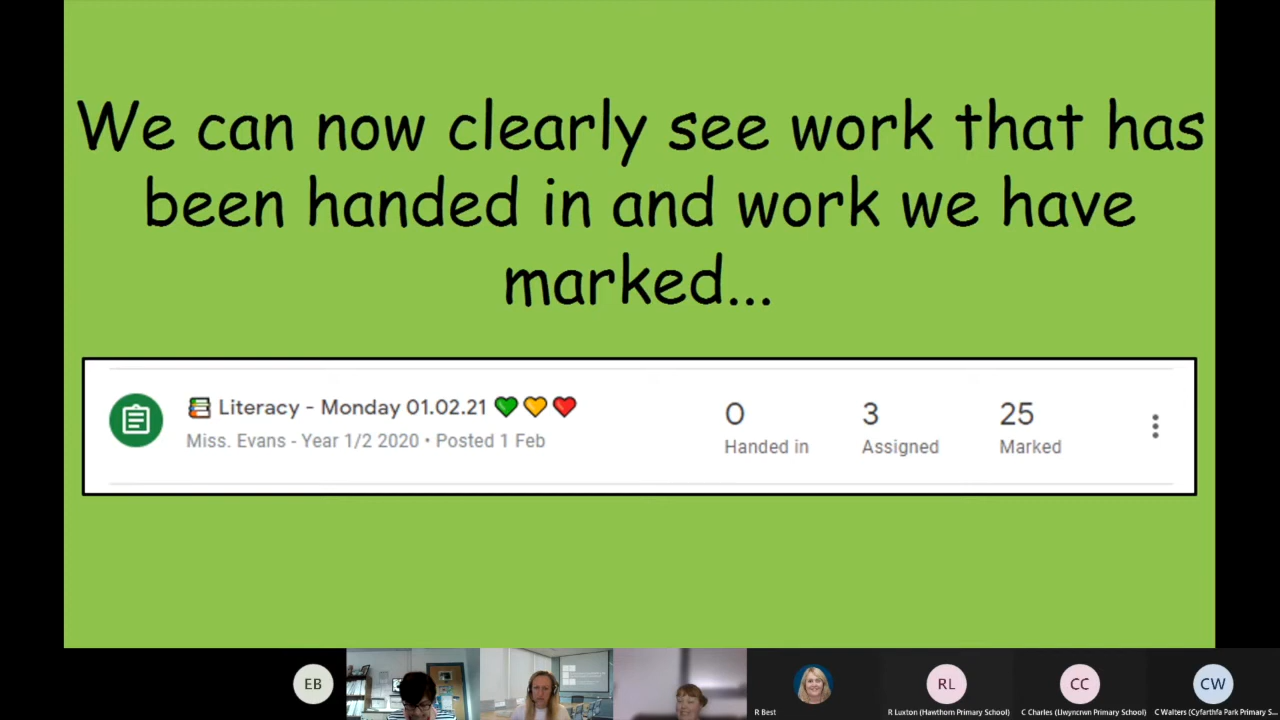 We can now clearly see work that has
been handed in and work we have
marked...
Literacy - Monday 01.02.21
Miss. Evans - Year 1/2 2020 • Posted 1 Feb
0
Handed in
3
Assigned
25
Marked
EB
R Best
RL
R Luxton (Hawthorn Primary School)
CC
C Charles (Llwyncrwn Primary School)
CW
C Walters (Cyfarthfa Park Primary S...